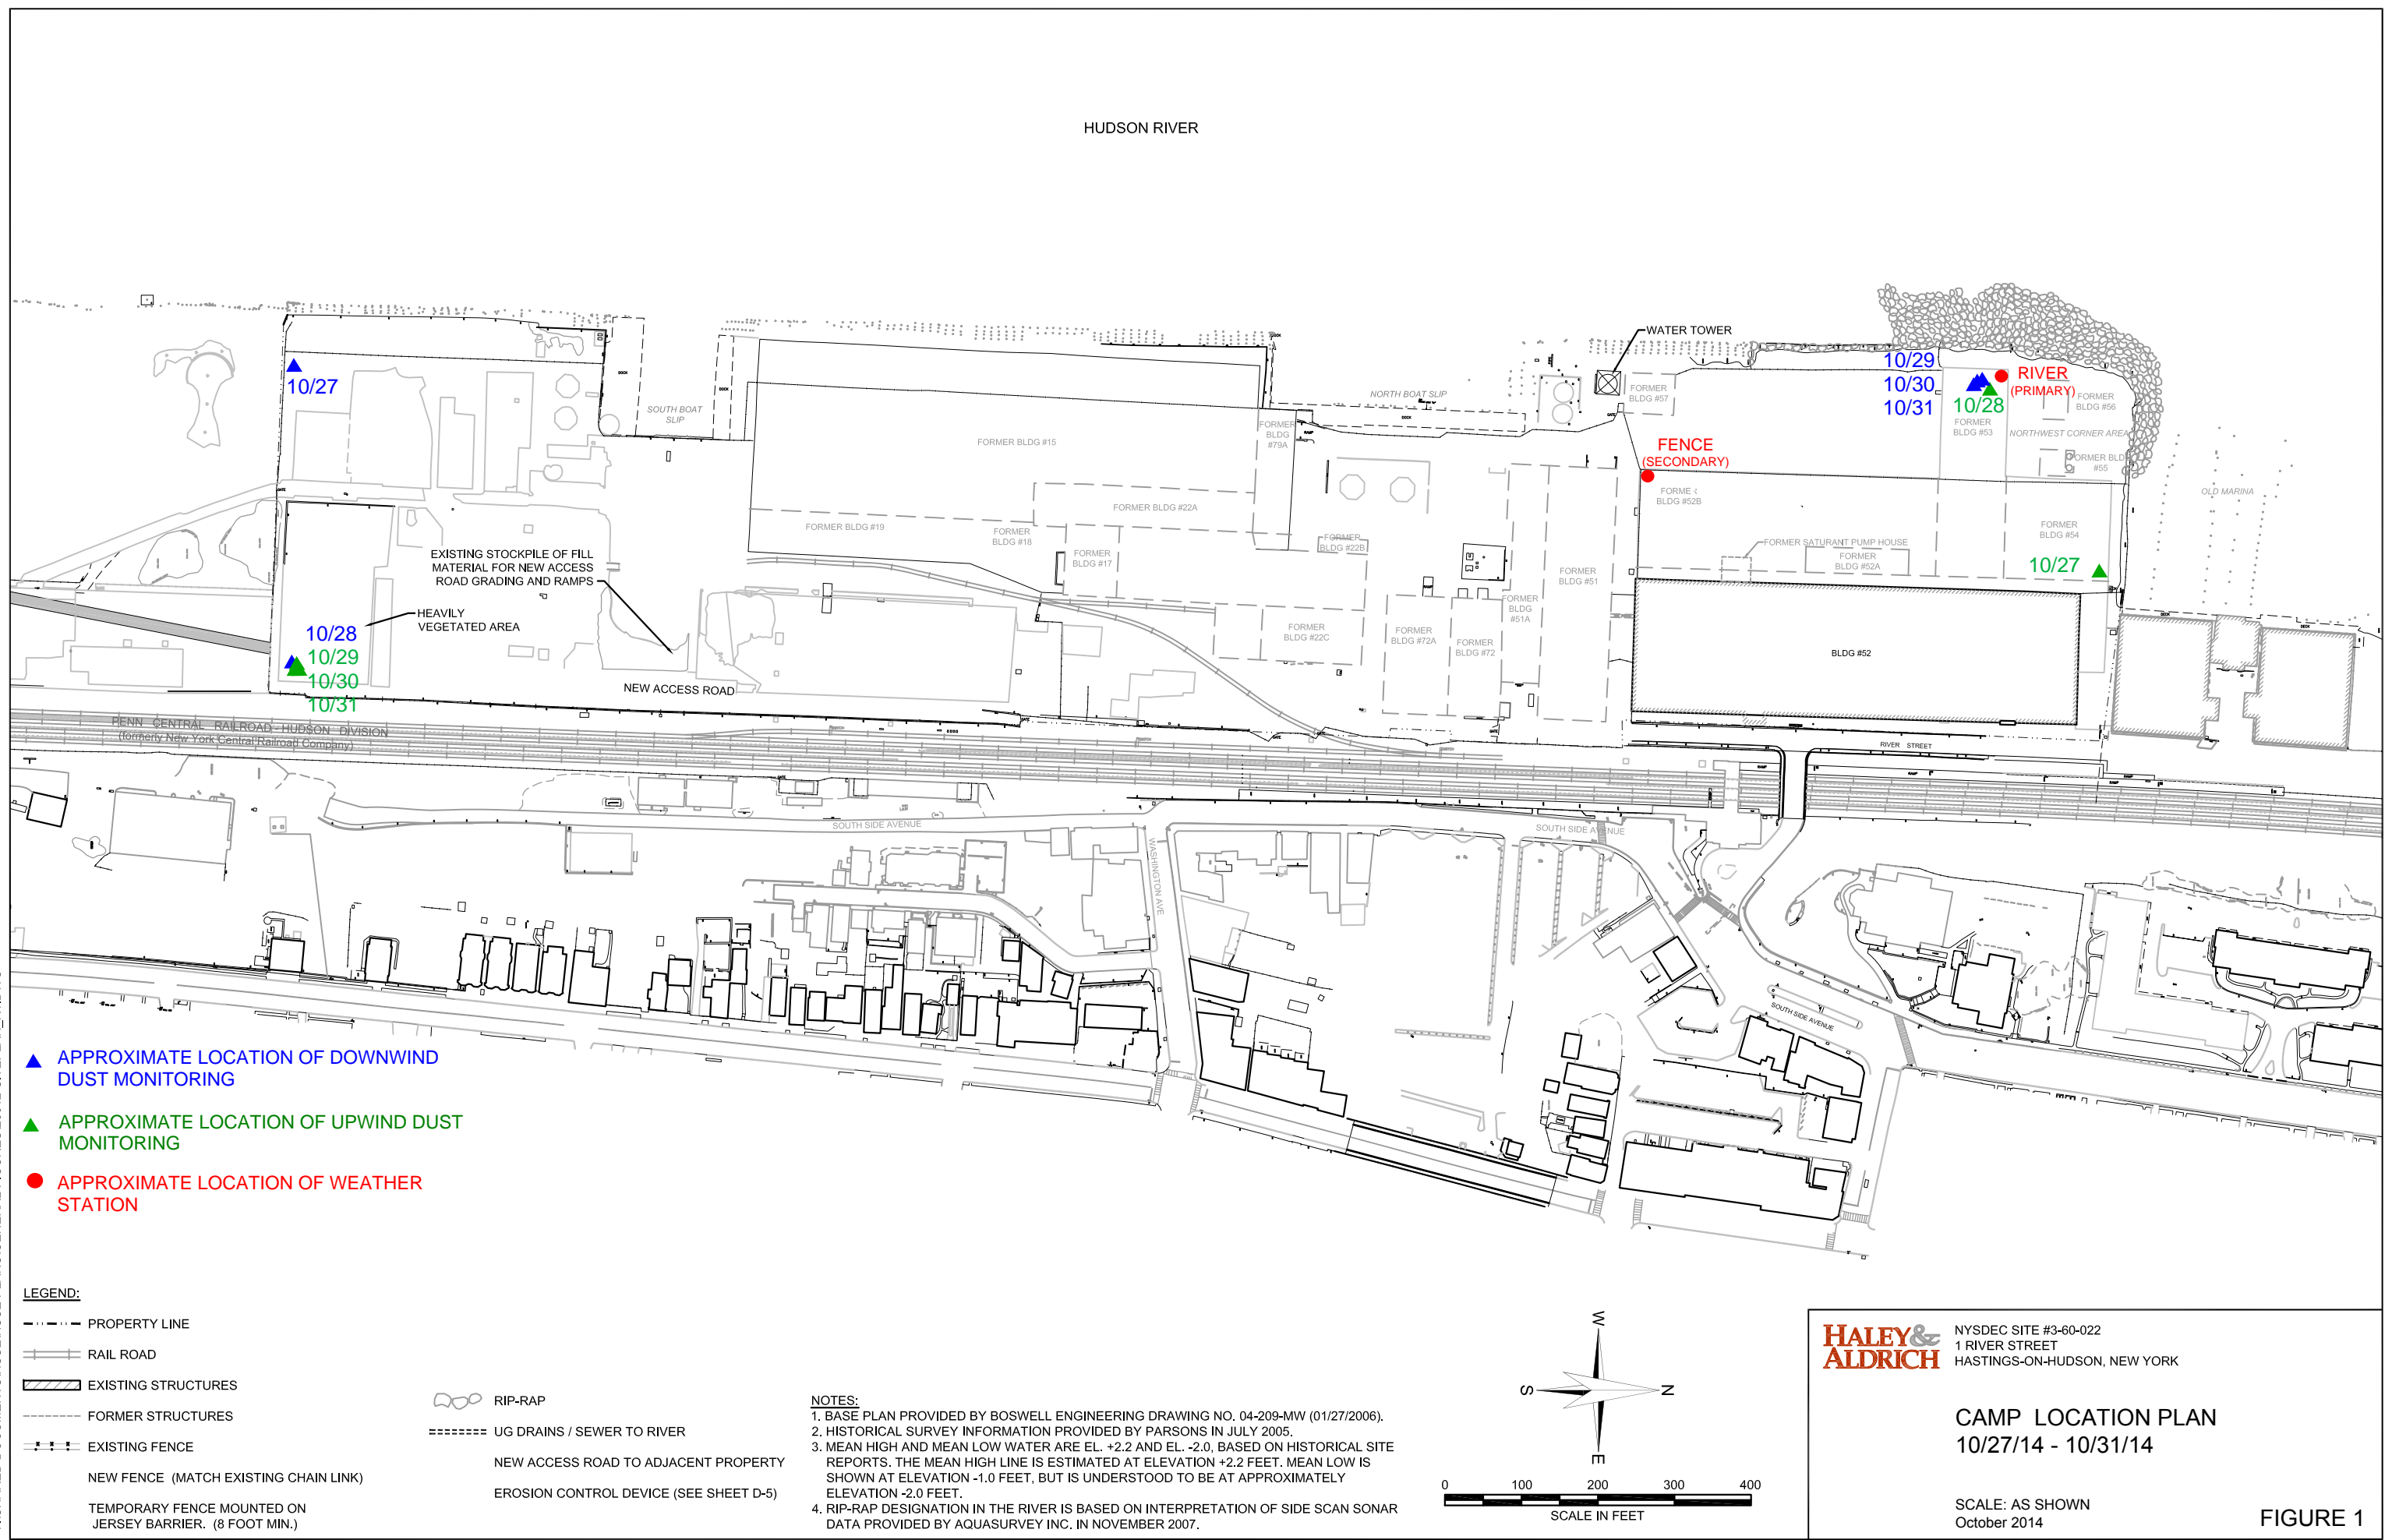 HUDSON RIVER
WATER TOWER
10/29
10/30
10/31
RIVER
(PRIMARY)
10/28
10/27
FORMER
BLDG #57
FORMER
BLDG #56
FORMER
BLDG #53
NORTHWEST CORNER AREA
SOUTH BOAT
SLIP
NORTH BOAT SLIP
DOCK
FORMER BLDG #15
FORMER
BLDG
#79A
FENCE
(SECONDARY)
BLDG #52B
#55
OLD MARINA
FORMER BLDG #22A
FORMER BLDG #19
FORMER
BLDG #18
FORMER
BLDG #17
FORMER
BLDG #22B
FORMER
BLDG #54
FORMER SATURANT PUMP HOUSE
FORMER
BLDG #52A
10/27
FORMER
BLDG #51
FORMER
BLDG
#51A
EXISTING STOCKPILE OF FILL
MATERIAL FOR NEW ACCESS
ROAD GRADING AND RAMPS
HEAVILY
VEGETATED AREA
10/28
10/29
10/30
10/31
FORMER
BLDG #22C
FORMER
BLDG #72A
FORMER
BLDG #72
BLDG #52
NEW ACCESS ROAD
PENN CENTRAL RAILROAD - HUDSON DIVISION
(formerly New York Central Railroad Company)
RIVER STREET
SOUTH SIDE AVENUE
SOUTH SIDE AVENUE
WASHINGTON AVE
SOUTH SIDE AVENUE
APPROXIMATE LOCATION OF DOWNWIND
DUST MONITORING
APPROXIMATE LOCATION OF UPWIND DUST
MONITORING
APPROXIMATE LOCATION OF WEATHER
STATION
LEGEND:
PROPERTY LINE
RAIL ROAD
EXISTING STRUCTURES
FORMER STRUCTURES
EXISTING FENCE
NEW FENCE (MATCH EXISTING CHAIN LINK)
TEMPORARY FENCE MOUNTED ON
JERSEY BARRIER. (8 FOOT MIN.)
RIP-RAP
UG DRAINS / SEWER TO RIVER
NEW ACCESS ROAD TO ADJACENT PROPERTY
EROSION CONTROL DEVICE (SEE SHEET D-5)
NOTES:
1. BASE PLAN PROVIDED BY BOSWELL ENGINEERING DRAWING NO. 04-209-MW (01/27/2006).
2. HISTORICAL SURVEY INFORMATION PROVIDED BY PARSONS IN JULY 2005.
3. MEAN HIGH AND MEAN LOW WATER ARE EL. +2.2 AND EL. -2.0, BASED ON HISTORICAL SITE
REPORTS. THE MEAN HIGH LINE IS ESTIMATED AT ELEVATION +2.2 FEET. MEAN LOW IS
SHOWN AT ELEVATION -1.0 FEET, BUT IS UNDERSTOOD TO BE AT APPROXIMATELY
ELEVATION -2.0 FEET.
4. RIP-RAP DESIGNATION IN THE RIVER IS BASED ON INTERPRETATION OF SIDE SCAN SONAR
DATA PROVIDED BY AQUASURVEY INC. IN NOVEMBER 2007.
W
S
N
E
0 100 200 300 400
SCALE IN FEET
HALEY &
ALDRICH
NYSDEC SITE #3-60-022
1 RIVER STREET
HASTINGS-ON-HUDSON, NEW YORK
CAMP LOCATION PLAN
10/27/14 - 10/31/14
SCALE: AS SHOWN
October 2014
FIGURE 1